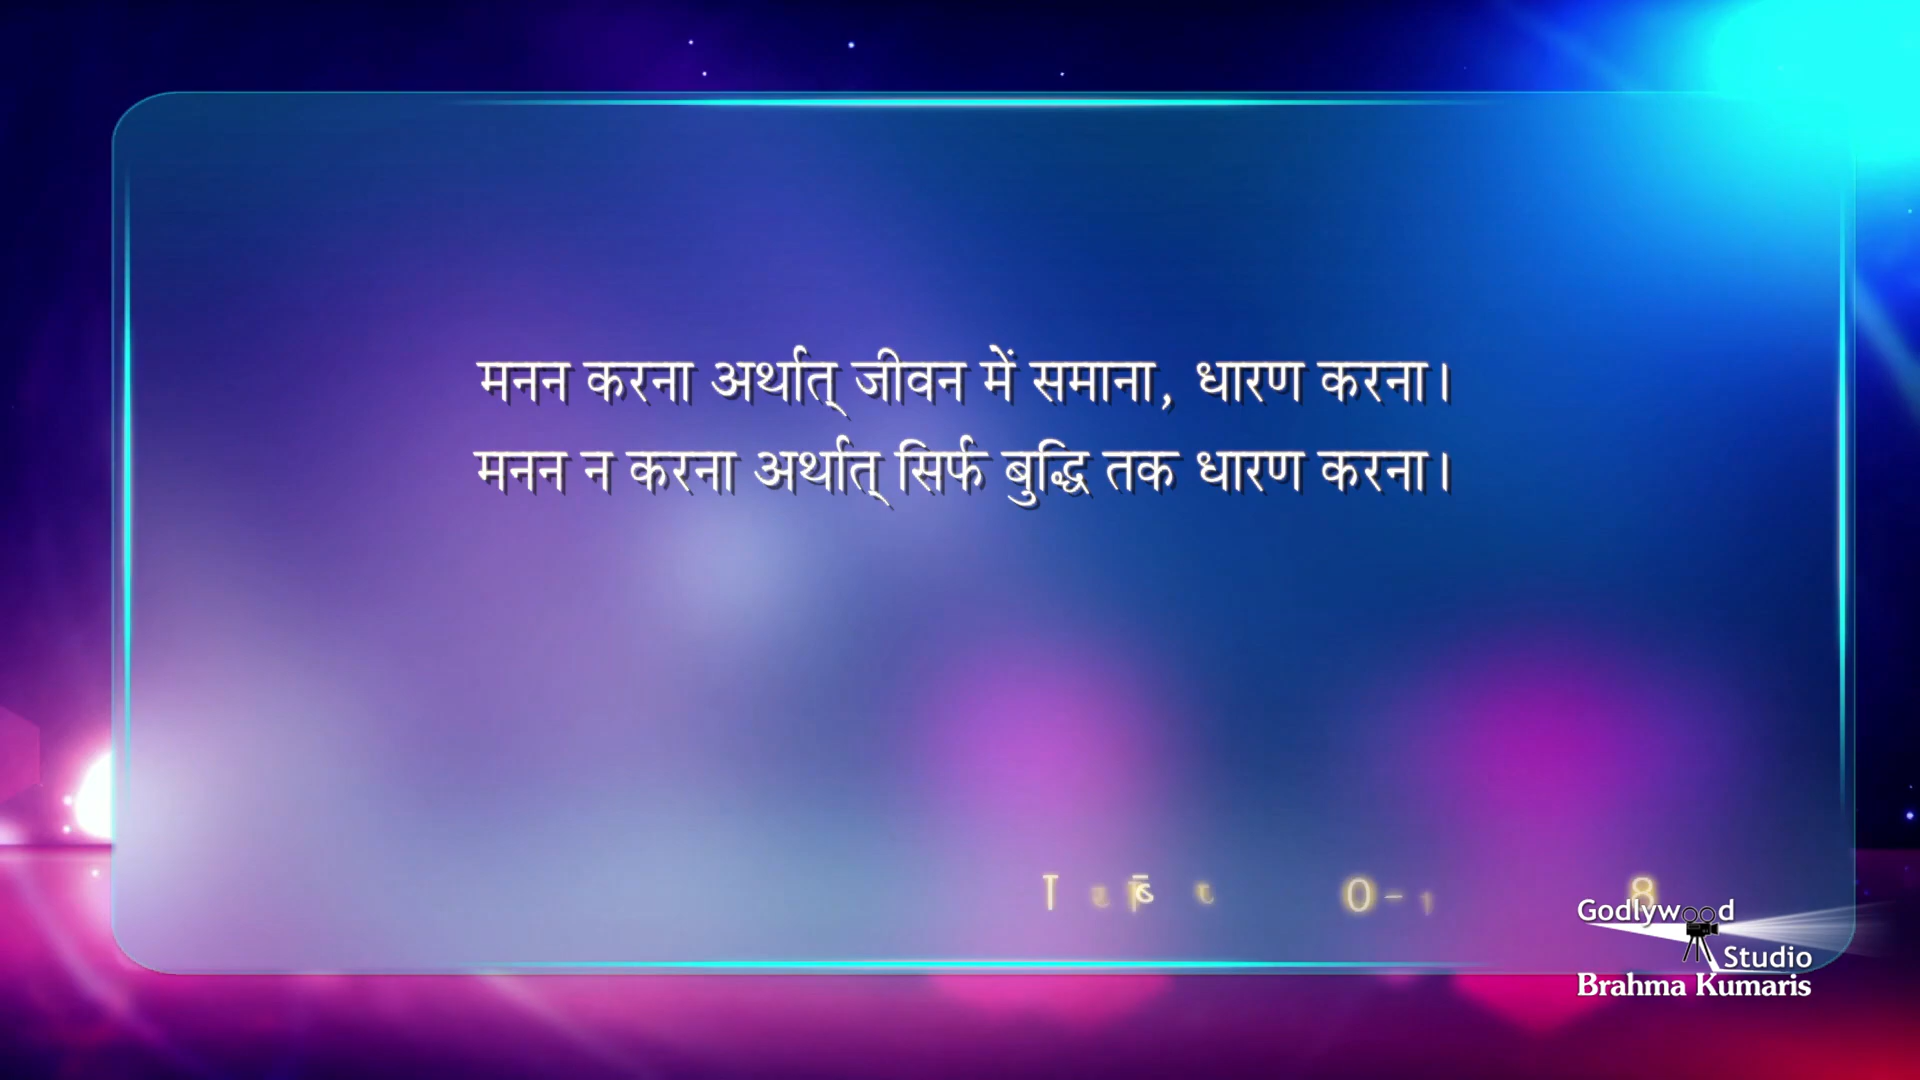 मनन करना अर्थात् जीवन में समाना, धारण करना।
मनन न करना अर्थात् सिर्फ बुद्धि तक धारण करना।
Godlywood
Studio
Brahma Kumaris